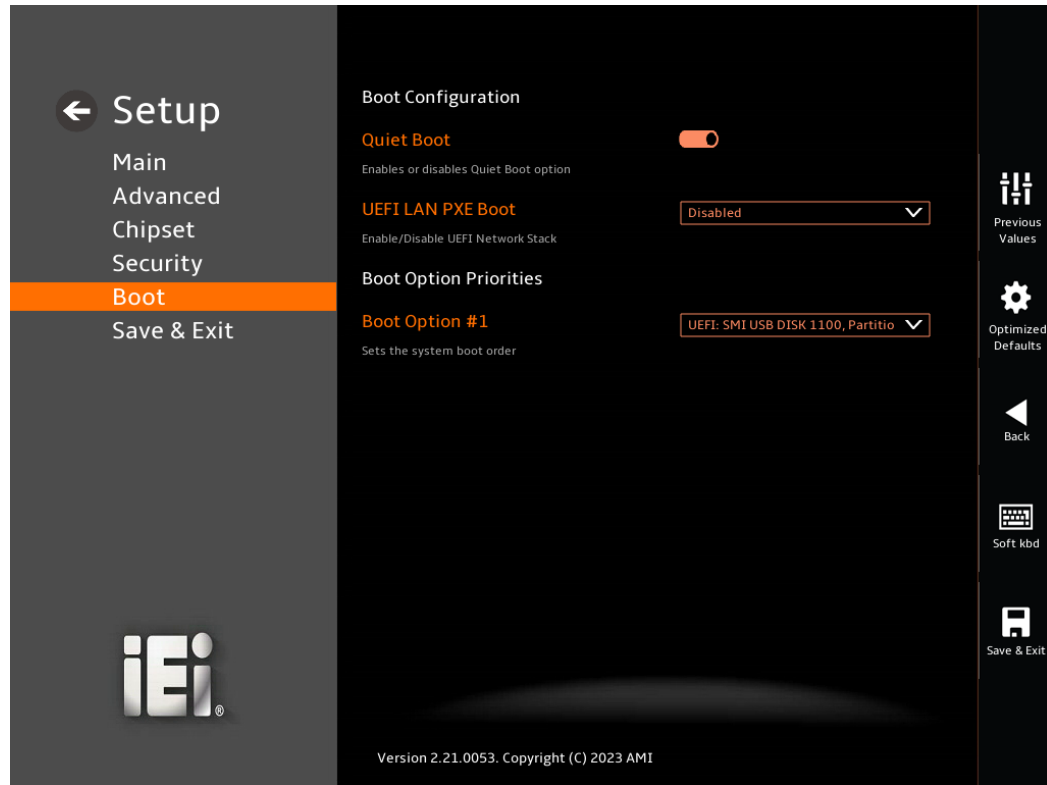 Setup
Main
Advanced
Chipset
Security
Boot
Save & Exit
iEi®
Boot Configuration
Quiet Boot
Enables or disables Quiet Boot option
UEFI LAN PXE Boot
Disabled
Enable/Disable UEFI Network Stack
Boot Option Priorities
Boot Option #1
UEFI: SMI USB DISK 1100, Partitio
Sets the system boot order
Version 2.21.0053. Copyright (C) 2023 AMI
Previous
Values
Optimized
Defaults
Back
Soft kbd
Save & Exit